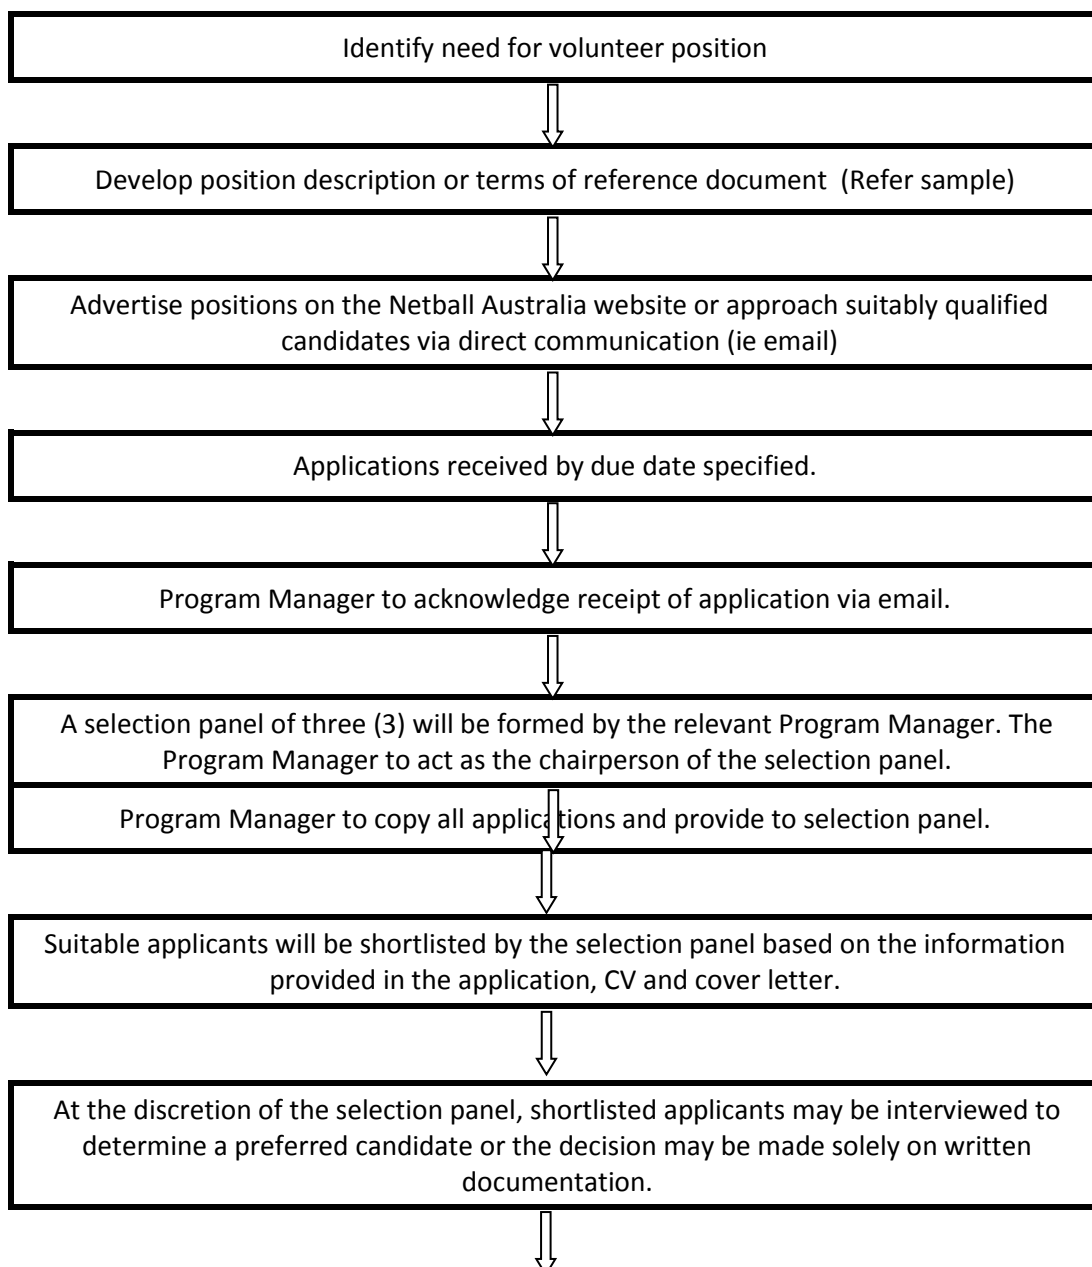 Identify need for volunteer position
Develop position description or terms of reference document  (Refer sample)
Advertise positions on the Netball Australia website or approach suitably qualified
candidates via direct communication (ie email)
Applications received by due date specified.
Program Manager to acknowledge receipt of application via email.
A selection panel of three (3) will be formed by the relevant Program Manager. The
Program Manager to act as the chairperson of the selection panel.
Program Manager to copy all applications and provide to selection panel.
Suitable applicants will be shortlisted by the selection panel based on the information
provided in the application, CV and cover letter.
At the discretion of the selection panel, shortlisted applicants may be interviewed to
determine a preferred candidate or the decision may be made solely on written
documentation.